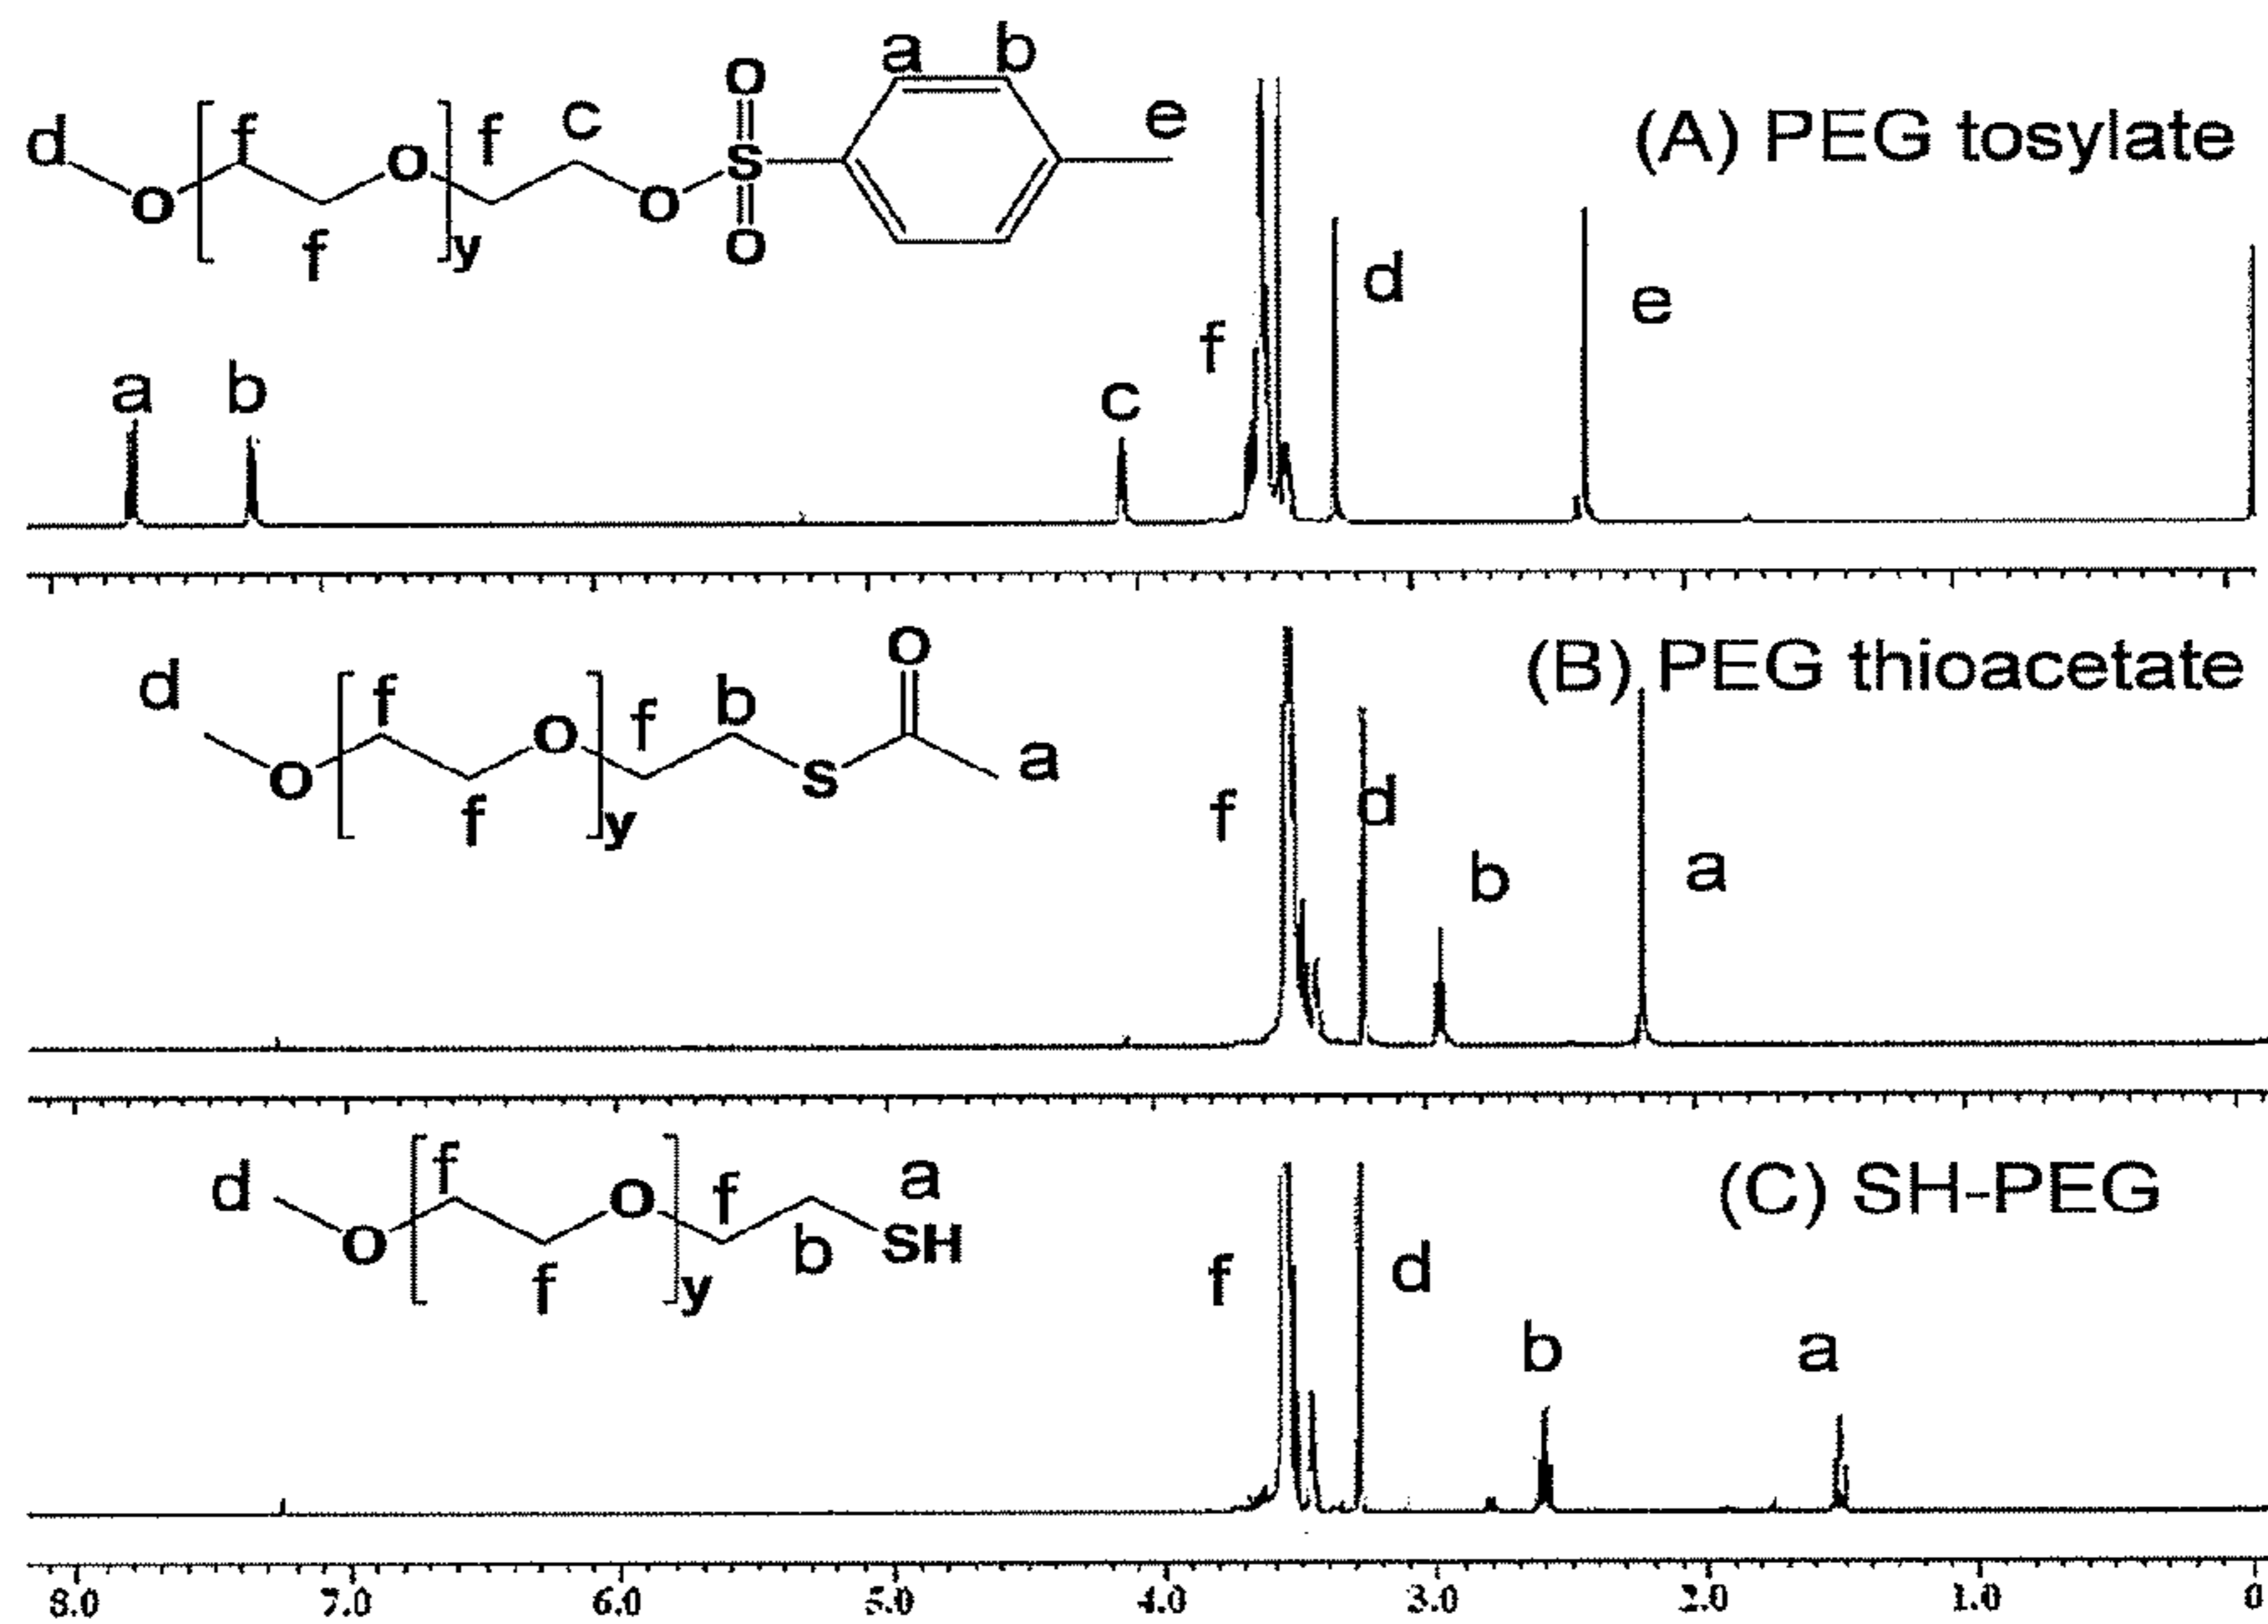 (A) PEG tosylate
a b
O
d f O f c S e
O O
f y O
a b c f d e
(B) PEG thioacetate
O
d f O f b
O f y S a
f d b a
(C) SH-PEG
d f O f a
O f y b SH
f d b a
8.0 7.0 6.0 5.0 4.0 3.0 2.0 1.0 0